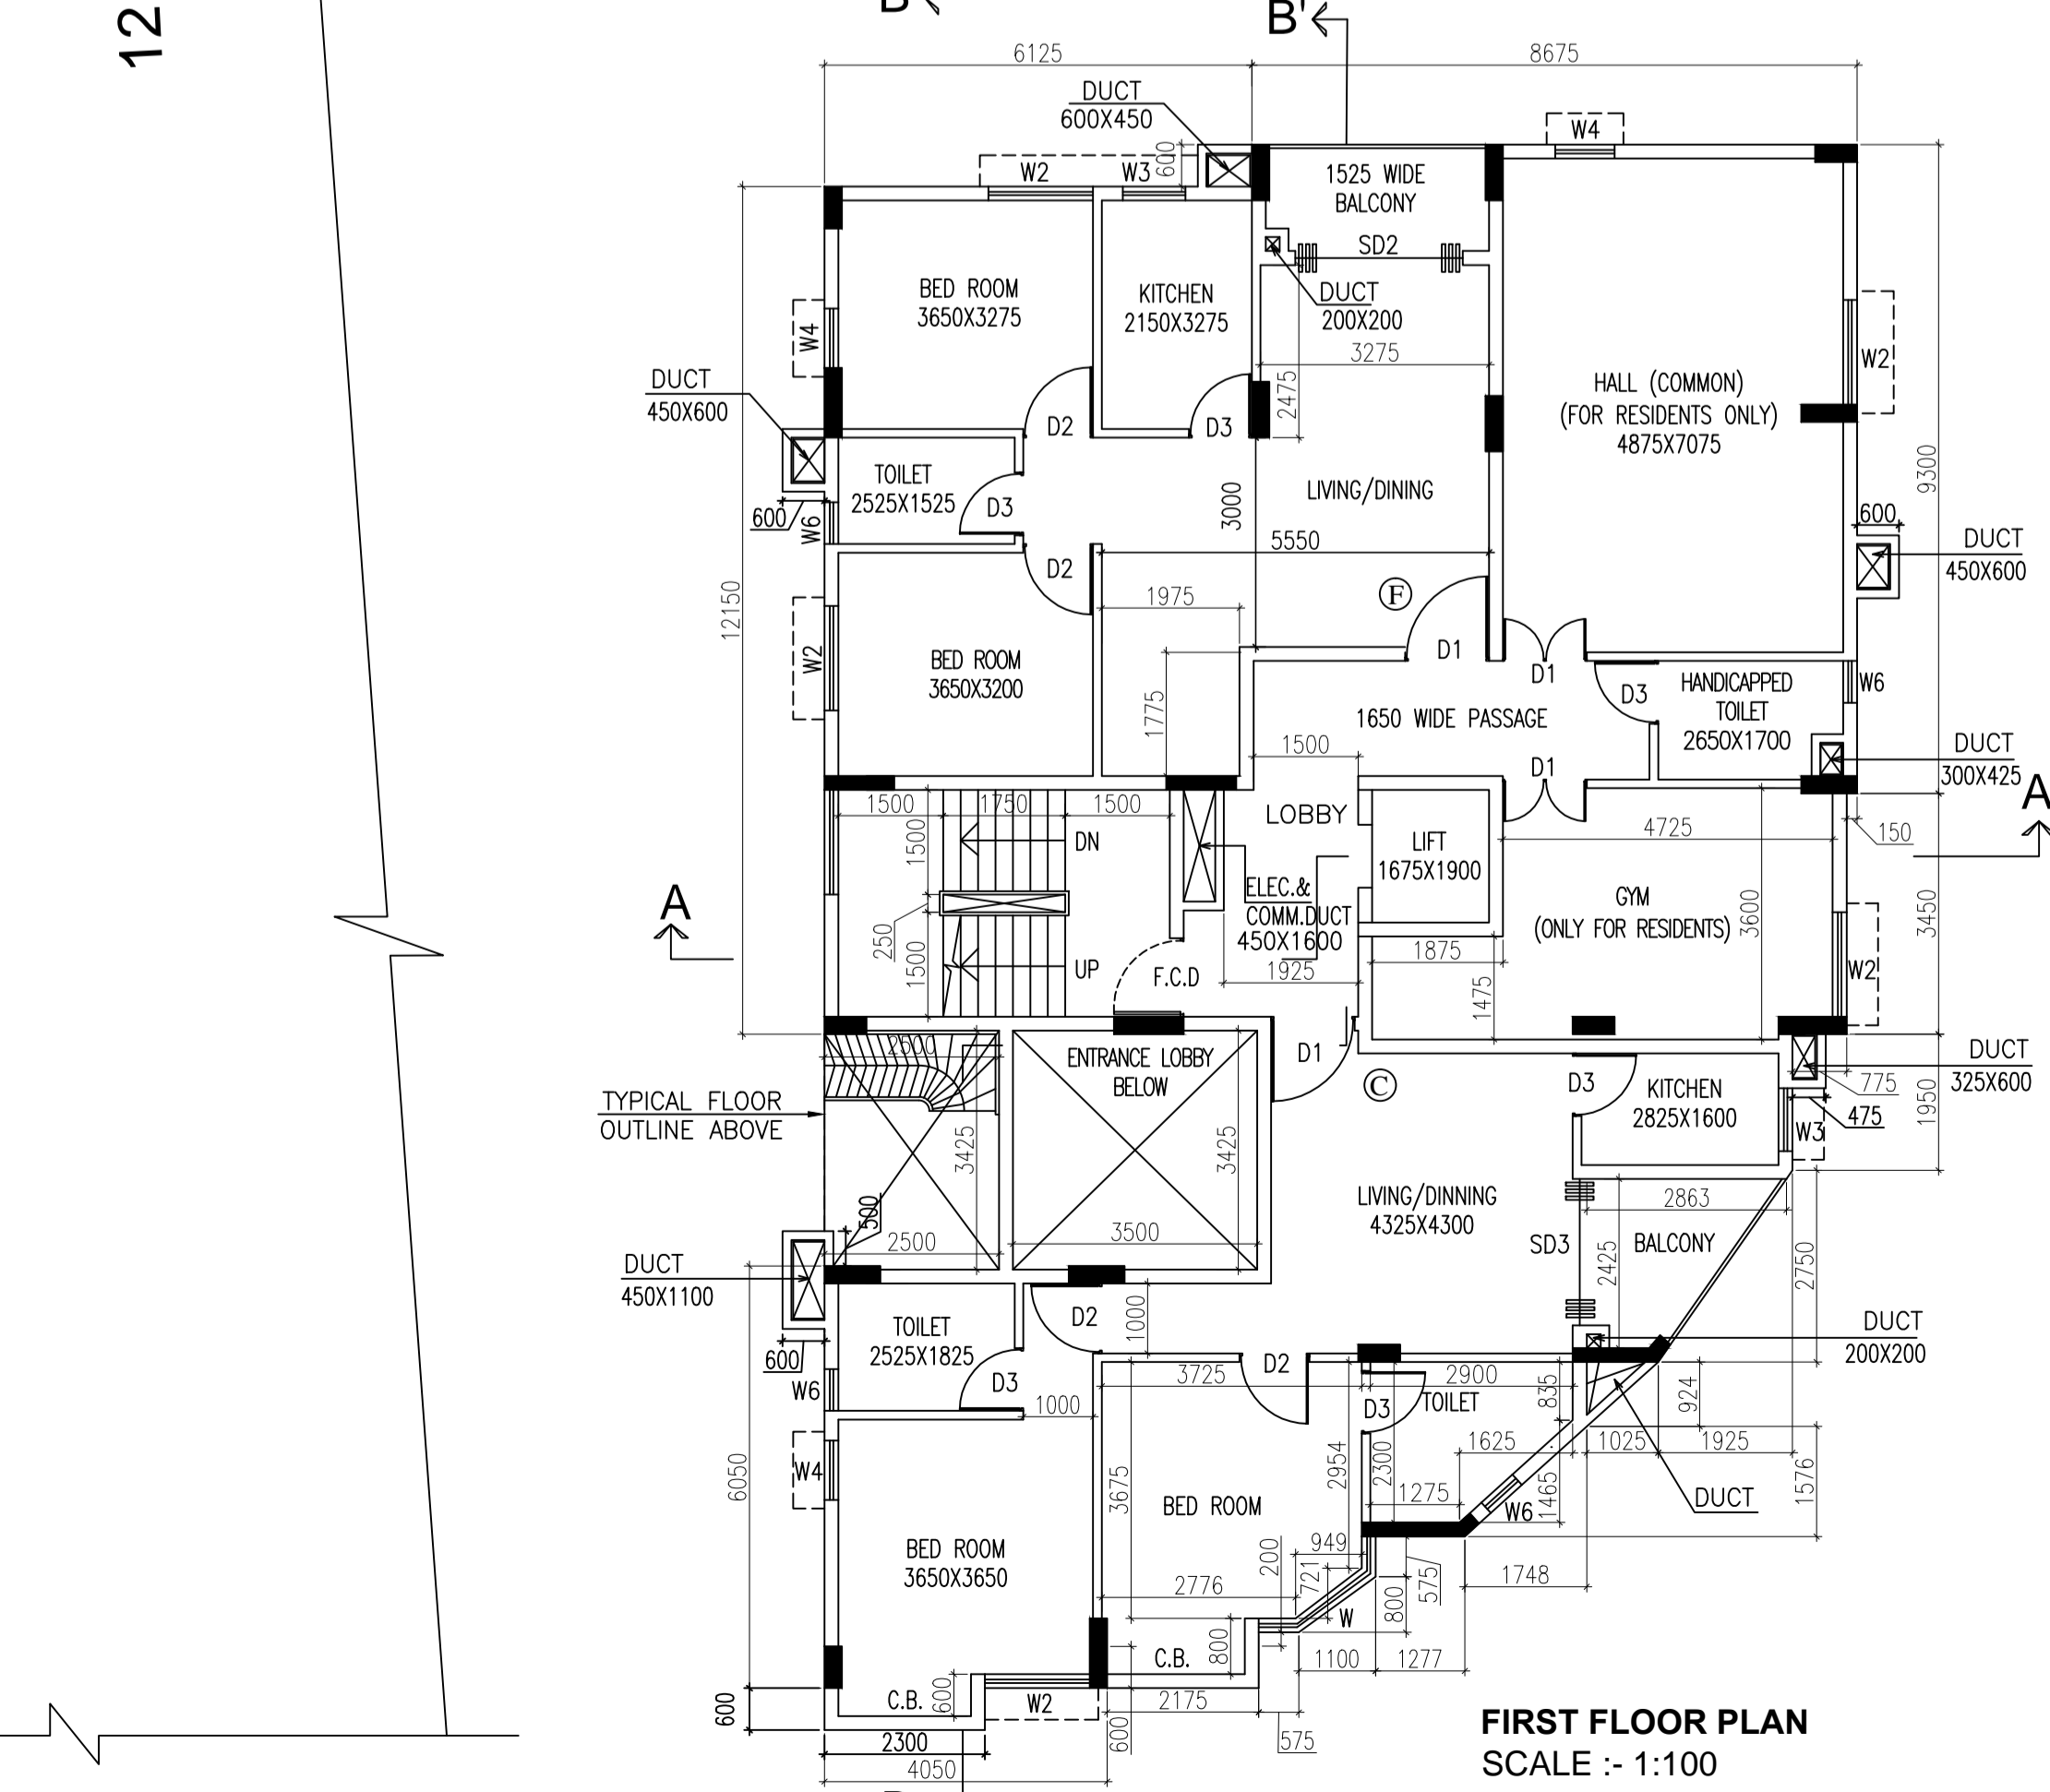 12
B
B'
6125
8675
DUCT
600X450
600
W2
W3
W4
1525 WIDE
BALCONY
SD2
BED ROOM
3650X3275
KITCHEN
2150X3275
DUCT
200X200
3275
2475
W4
W2
HALL (COMMON)
(FOR RESIDENTS ONLY)
4875X7075
DUCT
450X600
D2
D3
TOILET
2525X1525
D3
LIVING/DINING
3000
9300
600
W6
600
DUCT
450X600
5550
D2
12150
1975
F
W2
BED ROOM
3650X3200
1775
D1
D1
D3
HANDICAPPED
TOILET
2650X1700
W6
1650 WIDE PASSAGE
1500
D1
DUCT
300X425
A
1500
1750
1500
LOBBY
1500
DN
LIFT
1675X1900
4725
150
ELEC.&
COMM.DUCT
450X1600
GYM
(ONLY FOR RESIDENTS)
3600
3450
A
250
1500
UP
F.C.D
1925
1875
1475
W2
2500
ENTRANCE LOBBY
BELOW
D1
C
D3
KITCHEN
2825X1600
DUCT
325X600
775
1950
475
W3
TYPICAL FLOOR
OUTLINE ABOVE
3425
3425
LIVING/DINNING
4325X4300
2863
500
2500
3500
SD3
2425
BALCONY
2750
DUCT
450X1100
DUCT
200X200
TOILET
2525X1825
D2
1000
600
W6
D3
1000
D2
3725
D3
2900
TOILET
835
924
1625
1025
1925
6050
W4
3675
2954
2300
1465
1576
1275
W6
DUCT
BED ROOM
BED ROOM
3650X3650
949
200
721
575
2776
1748
W
800
800
C.B.
1100
1277
600
C.B.
600
W2
2175
600
575
2300
4050
FIRST FLOOR PLAN
SCALE :- 1:100